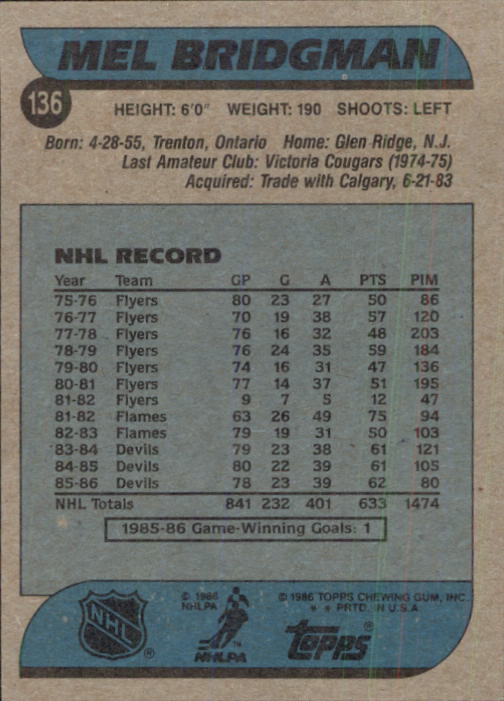 MEL BRIDGMAN
136
HEIGHT: 6'0" WEIGHT: 190 SHOOTS: LEFT
Born: 4-28-55, Trenton, Ontario Home: Glen Ridge, N.J.
Last Amateur Club: Victoria Cougars (1974-75)
Acquired: Trade with Calgary, 6-21-83
NHL RECORD
Year Team GP G A PTS PIM
75-76 Flyers 80 23 27 50 86
76-77 Flyers 70 19 38 57 120
77-78 Flyers 76 16 32 48 203
78-79 Flyers 76 24 35 59 184
79-80 Flyers 74 16 31 47 136
80-81 Flyers 77 14 37 51 195
81-82 Flyers 9 7 5 12 47
81-82 Flames 63 26 49 75 94
82-83 Flames 79 19 31 50 103
83-84 Devils 79 23 38 61 121
84-85 Devils 80 22 39 61 105
85-86 Devils 78 23 39 62 80
NHL Totals 841 232 401 633 1474
1985-86 Game-Winning Goals: 1
NHL ®
© 1986
NHLPA
™
NHLPA
© 1986 TOPPS CHEWING GUM, INC.
* * PRTD. IN U.S.A.
TOPPS ®